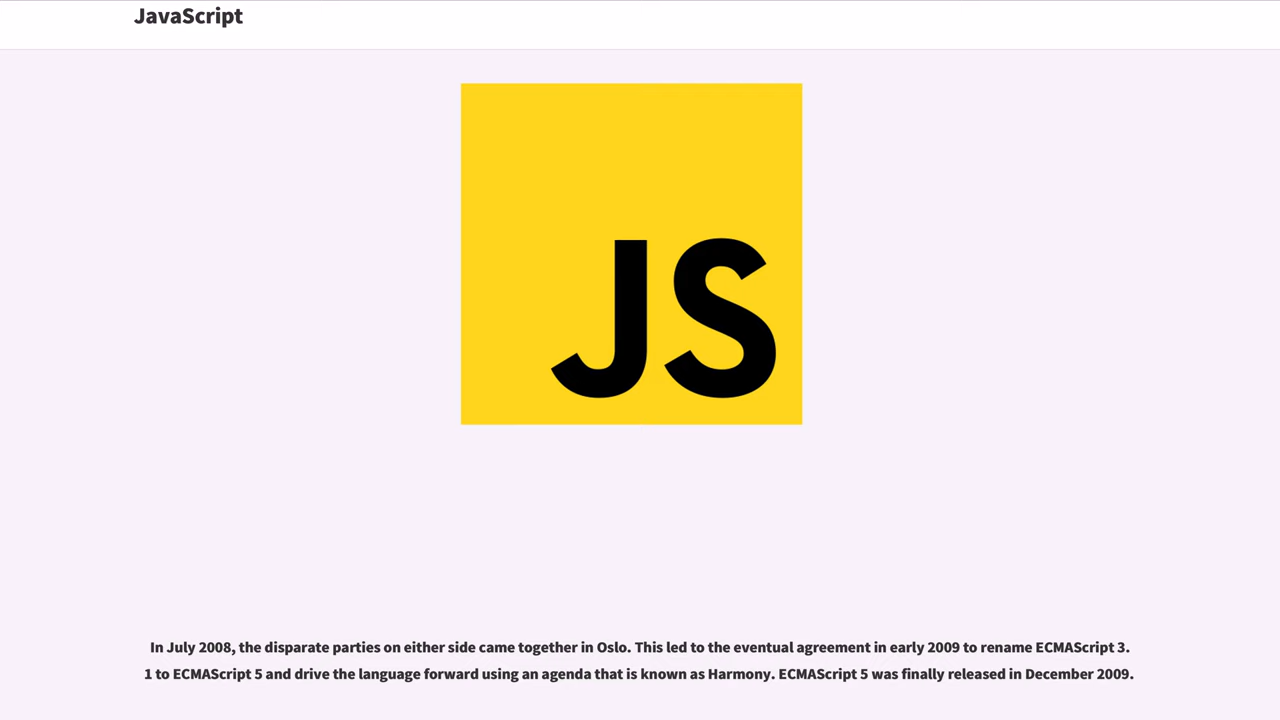 JavaScript
JS
In July 2008, the disparate parties on either side came together in Oslo. This led to the eventual agreement in early 2009 to rename ECMAScript 3.
1 to ECMAScript 5 and drive the language forward using an agenda that is known as Harmony. ECMAScript 5 was finally released in December 2009.